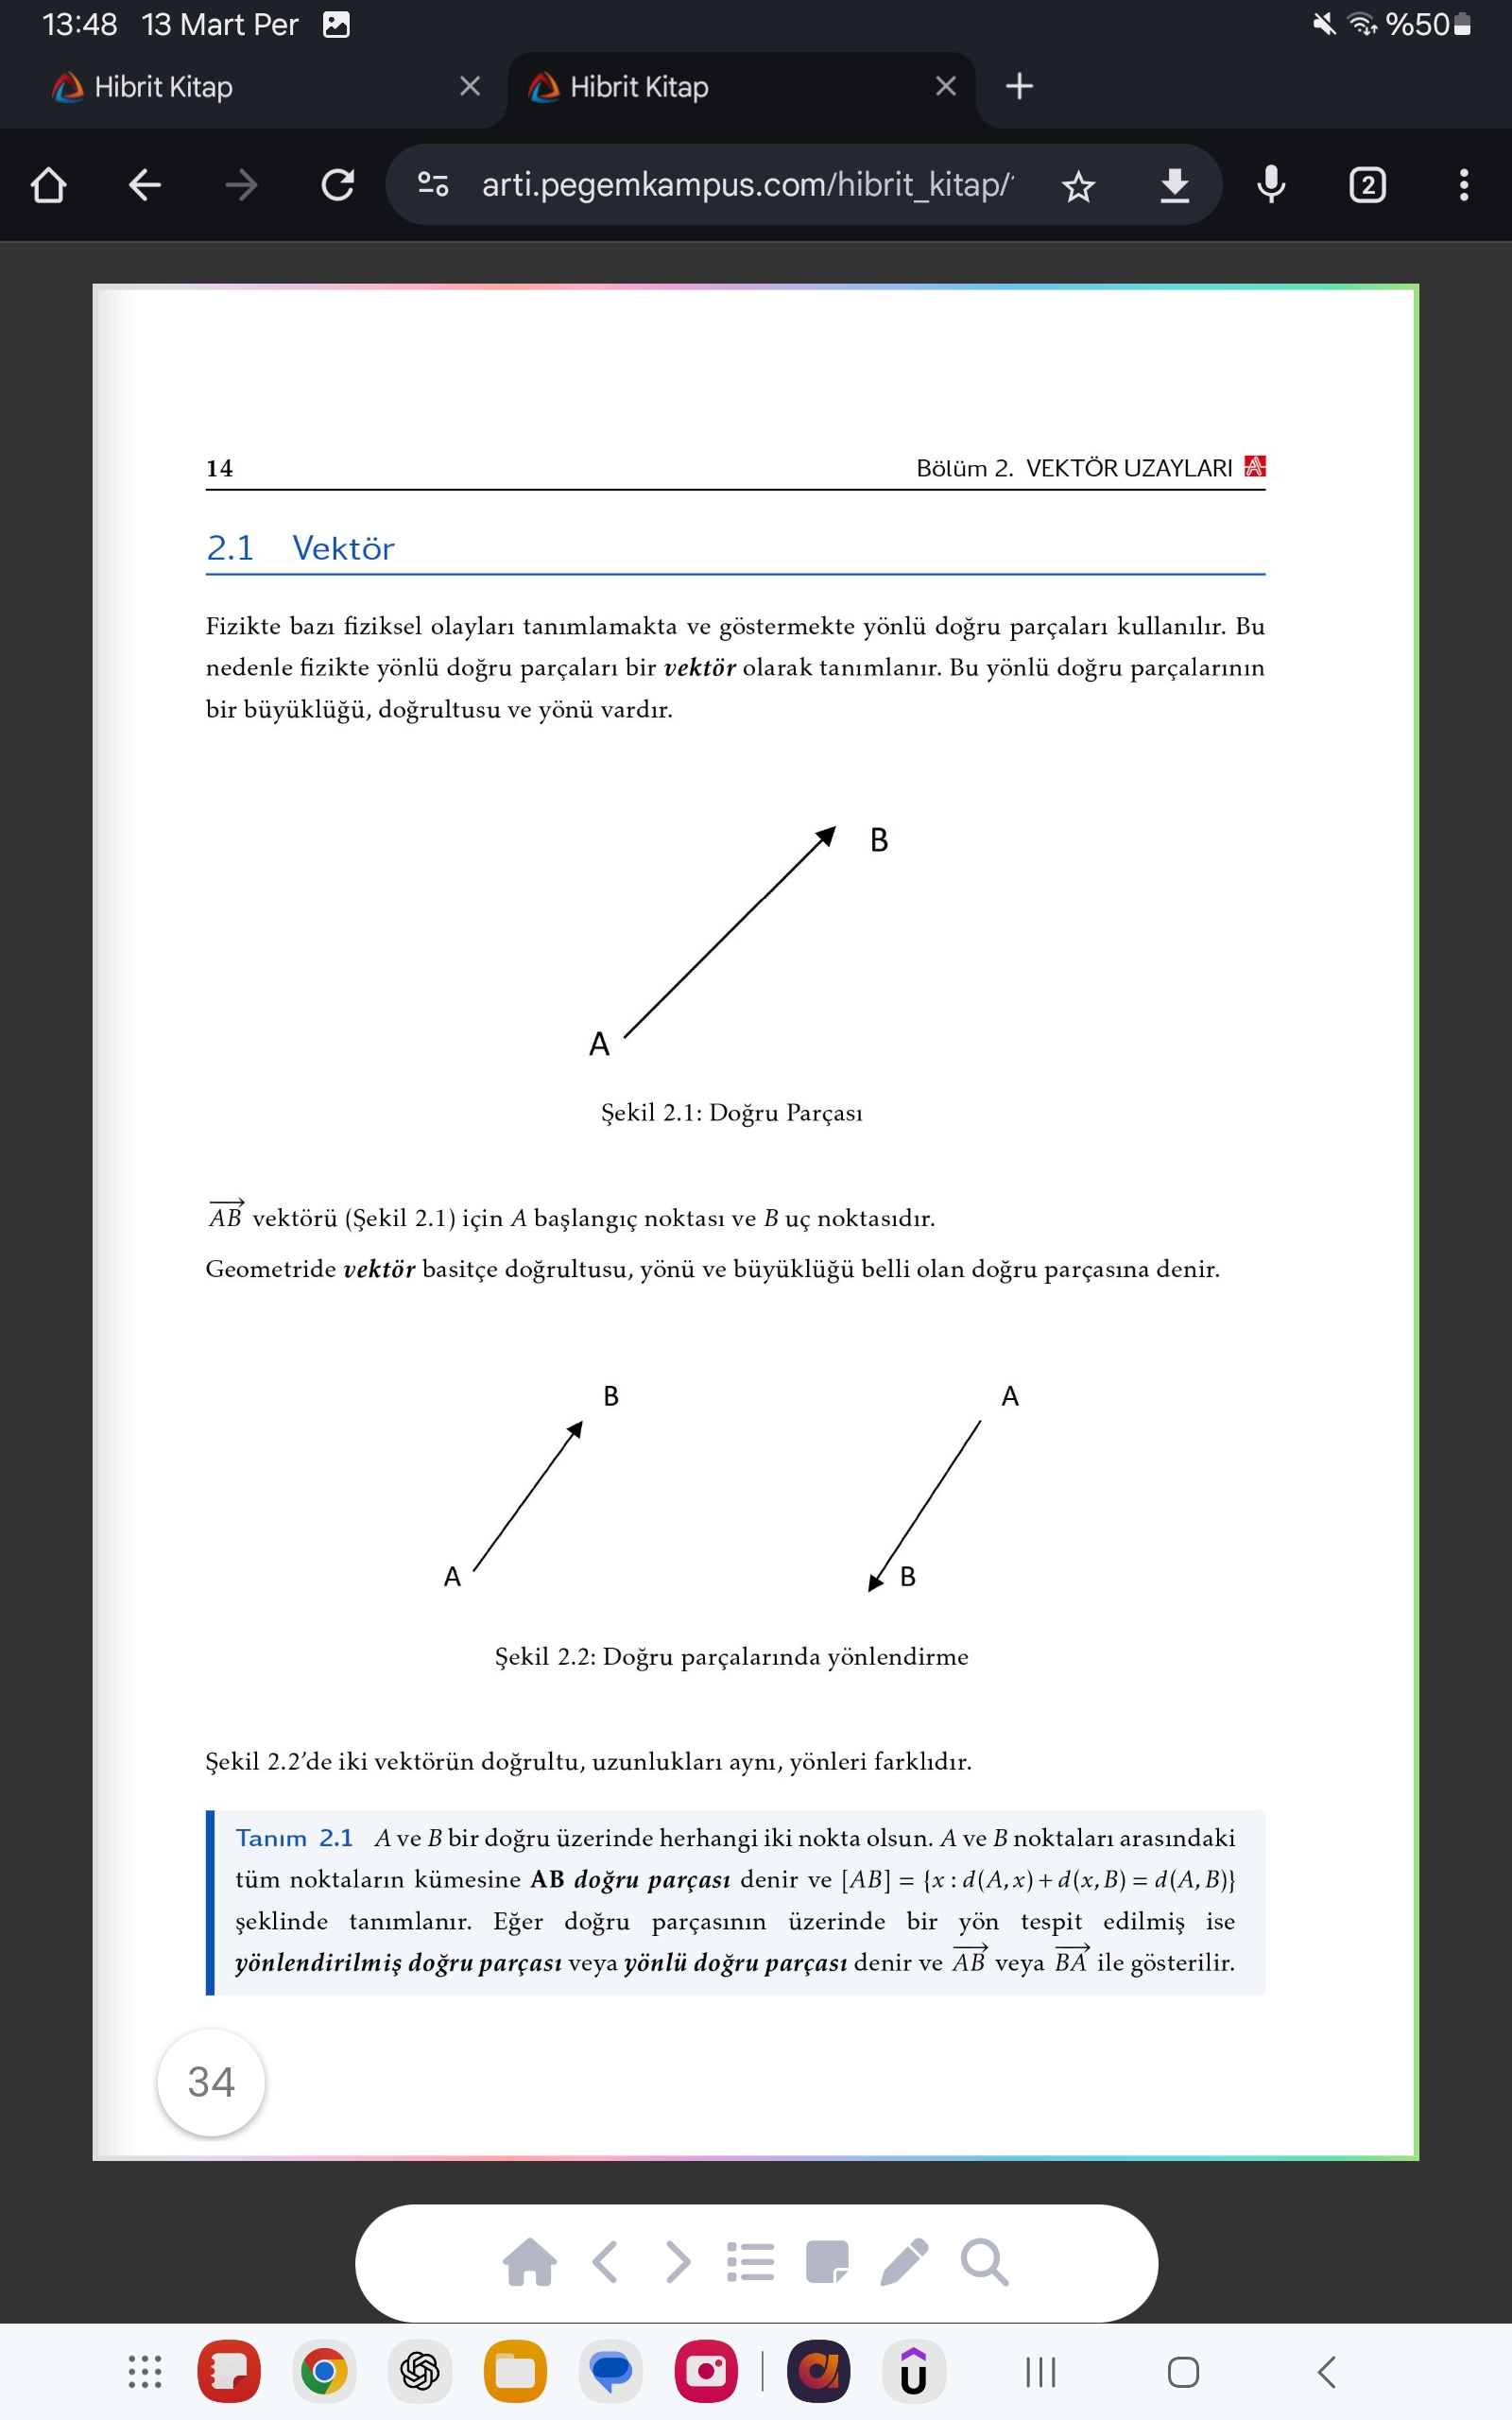 13:48 13 Mart Per %50
Hibrit Kitap Hibrit Kitap
arti.pegemkampus.com/hibrit_kitap/ 2
14 Bölüm 2. VEKTÖR UZAYLARI
2.1 Vektör
Fizikte bazı fiziksel olayları tanımlamakta ve göstermekte yönlü doğru parçaları kullanılır. Bu
nedenle fizikte yönlü doğru parçaları bir vektör olarak tanımlanır. Bu yönlü doğru parçalarının
bir büyüklüğü, doğrultusu ve yönü vardır.
B
A
Şekil 2.1: Doğru Parçası
\overrightarrow{AB} vektörü (Şekil 2.1) için A başlangıç noktası ve B uç noktasıdır.
Geometride vektör basitçe doğrultusu, yönü ve büyüklüğü belli olan doğru parçasına denir.
B A
A B
Şekil 2.2: Doğru parçalarında yönlendirme
Şekil 2.2’de iki vektörün doğrultu, uzunlukları aynı, yönleri farklıdır.
Tanım 2.1 A ve B bir doğru üzerinde herhangi iki nokta olsun. A ve B noktaları arasındaki
tüm noktaların kümesine AB doğru parçası denir ve [AB] = {x : d(A,x) + d(x,B) = d(A,B)}
şeklinde tanımlanır. Eğer doğru parçasının üzerinde bir yön tespit edilmiş ise
yönlendirilmiş doğru parçası veya yönlü doğru parçası denir ve \overrightarrow{AB} veya \overrightarrow{BA} ile gösterilir.
34